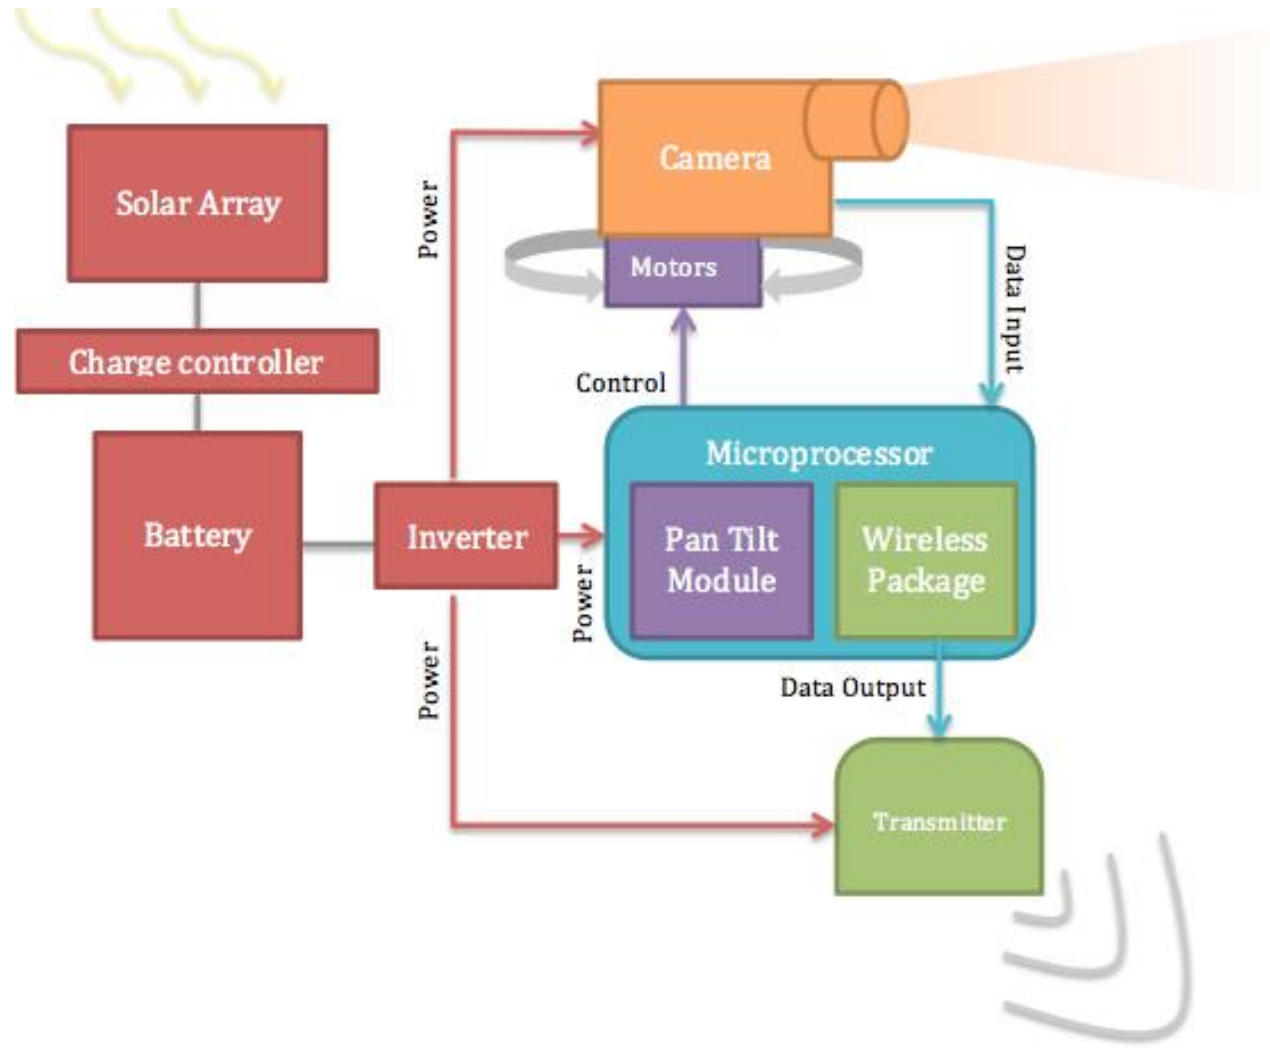 Solar Array
Charge controller
Battery
Inverter
Power
Power
Power
Camera
Motors
Control
Data Input
Microprocessor
Pan Tilt
Module
Wireless
Package
Data Output
Transmitter